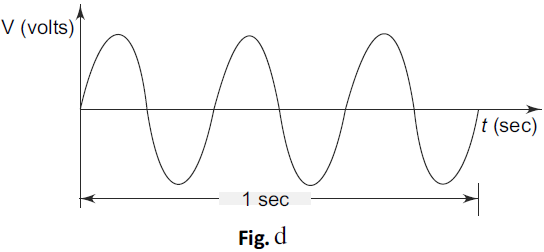 V (volts)
t (sec)
1 sec
Fig. d